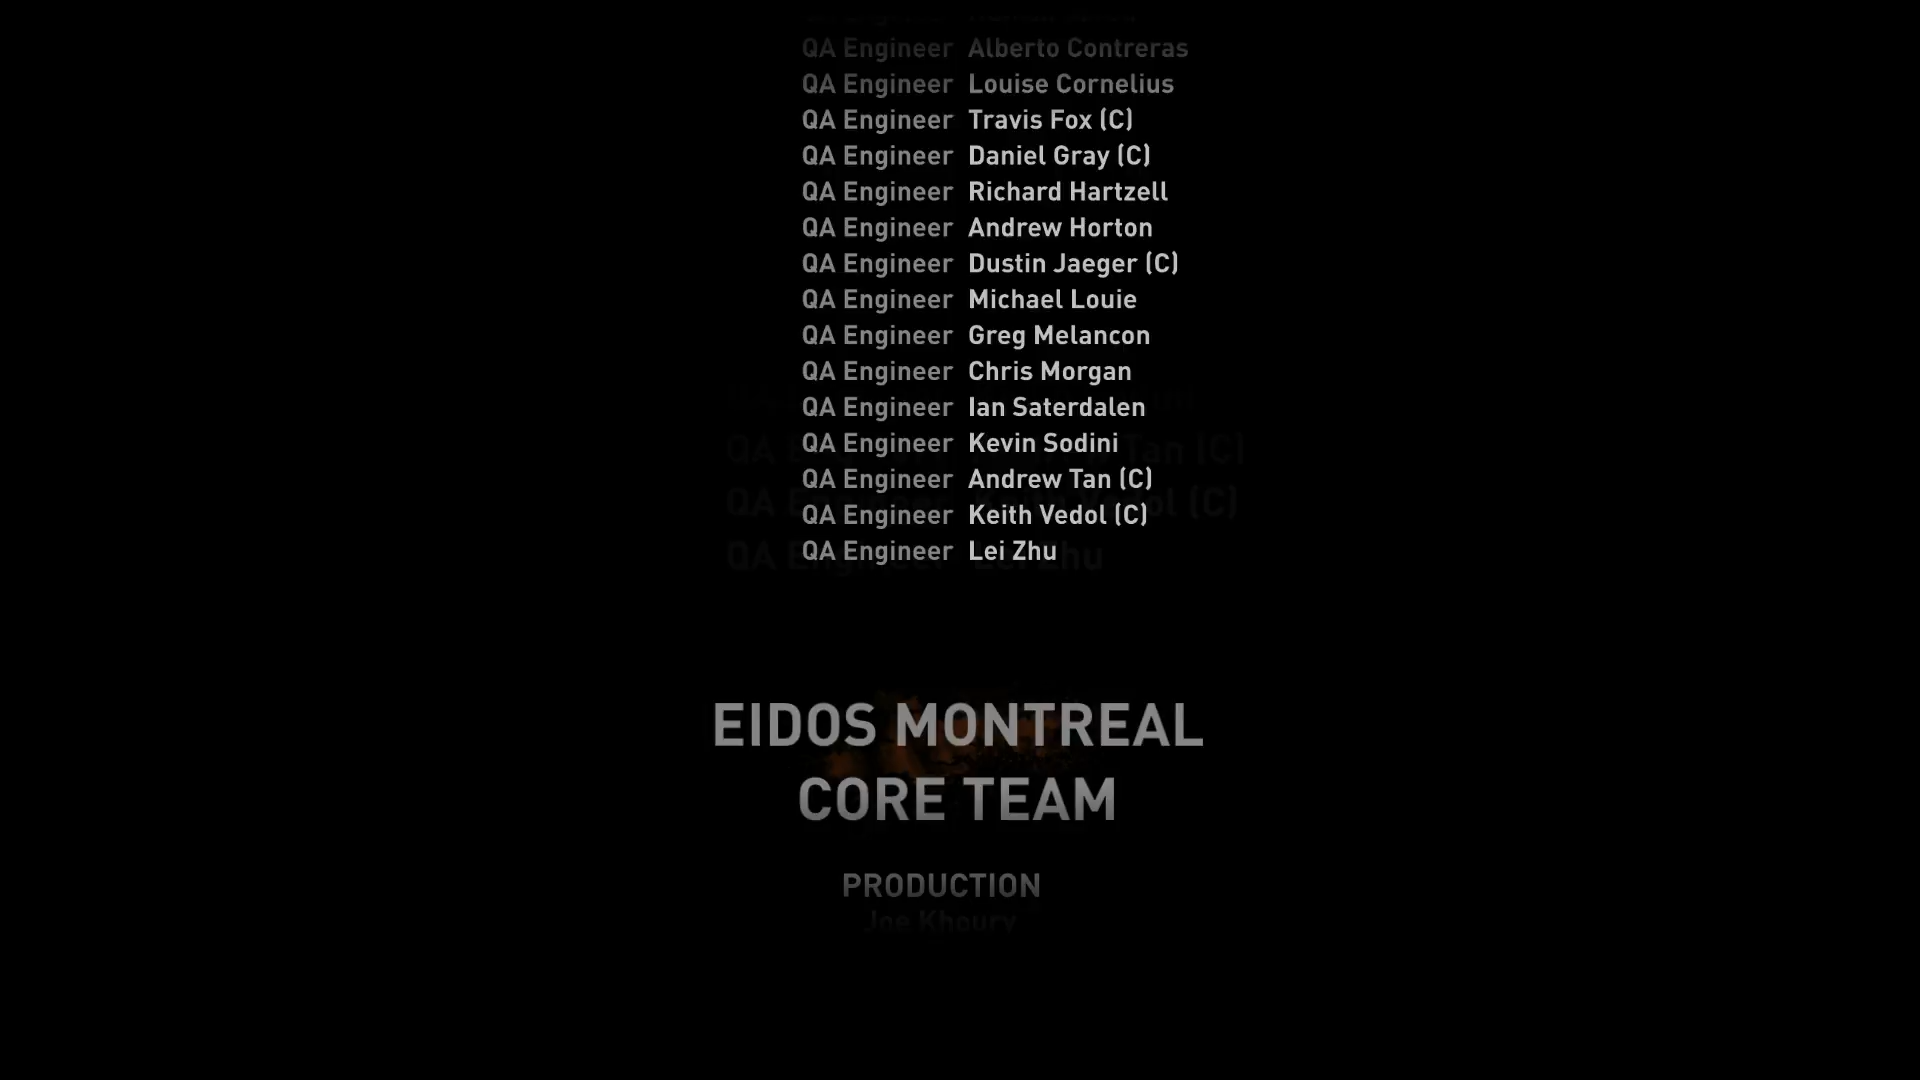 QA Engineer Alberto Contreras
QA Engineer Louise Cornelius
QA Engineer Travis Fox (C)
QA Engineer Daniel Gray (C)
QA Engineer Richard Hartzell
QA Engineer Andrew Horton
QA Engineer Dustin Jaeger (C)
QA Engineer Michael Louie
QA Engineer Greg Melancon
QA Engineer Chris Morgan
QA Engineer Ian Saterdalen
QA Engineer Kevin Sodini
QA Engineer Andrew Tan (C)
QA Engineer Keith Vedol (C)
QA Engineer Lei Zhu
EIDOS MONTREAL
CORE TEAM
PRODUCTION
Joe Khoury